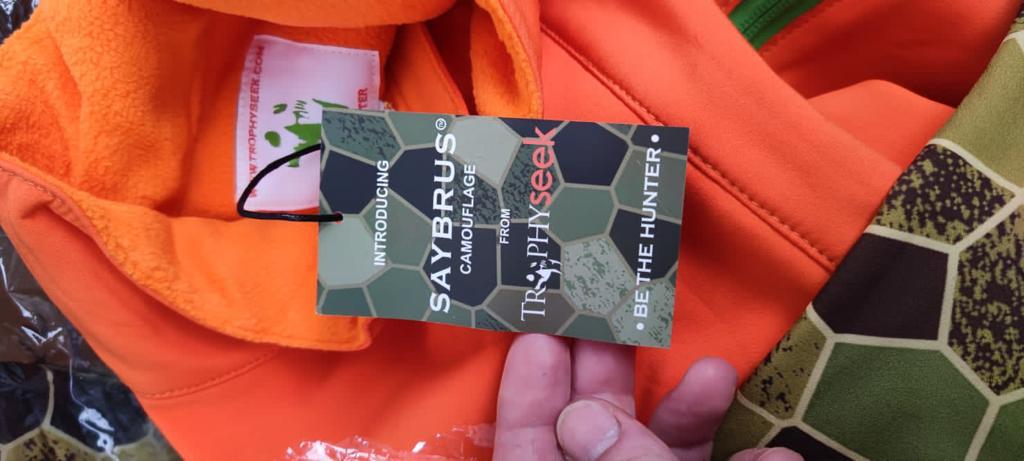 INTRODUCING
SAYBRUS®
CAMOUFLAGE
FROM
TROPHYseek
• BE THE HUNTER •
WWW.TROPHYSEEK.COM